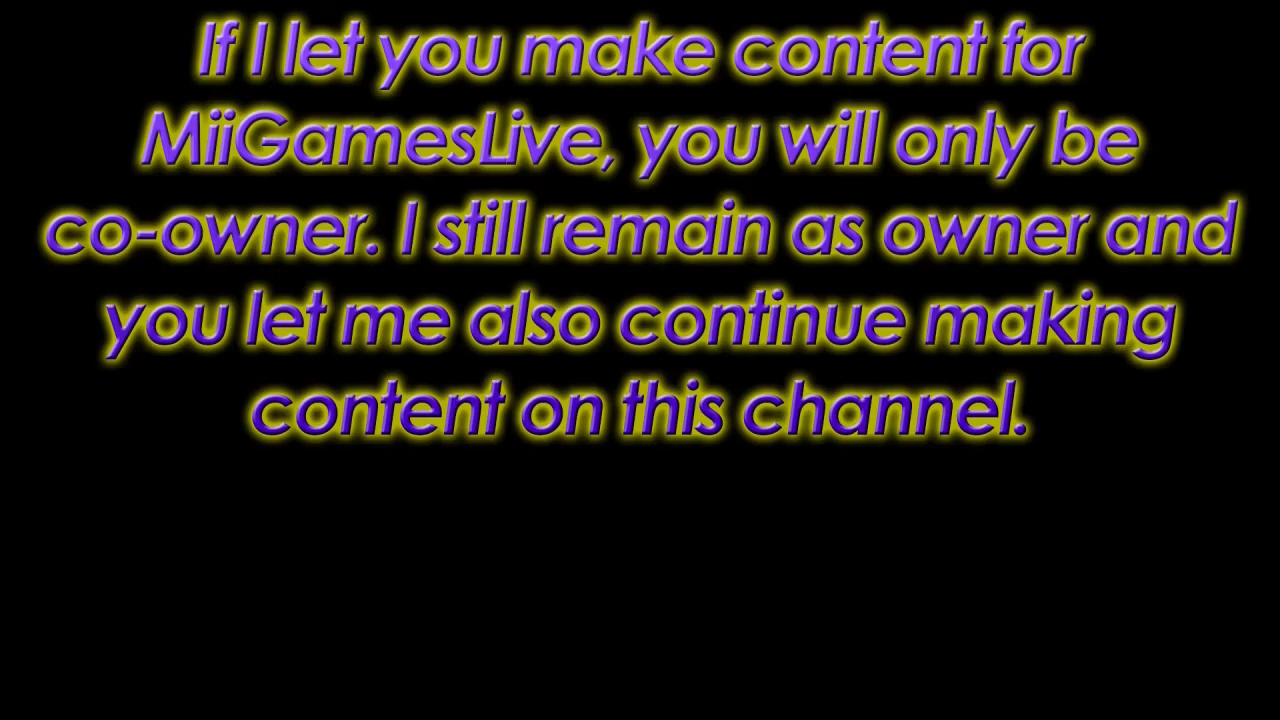 If I let you make content for
MiiGamesLive, you will only be
co-owner. I still remain as owner and
you let me also continue making
content on this channel.